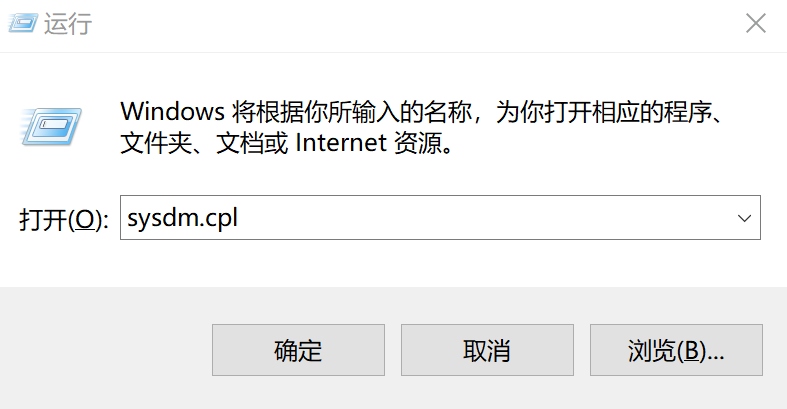 运行
Windows 将根据你所输入的名称，为你打开相应的程序、
文件夹、文档或 Internet 资源。
打开(O): sysdm.cpl
确定 取消 浏览(B)...